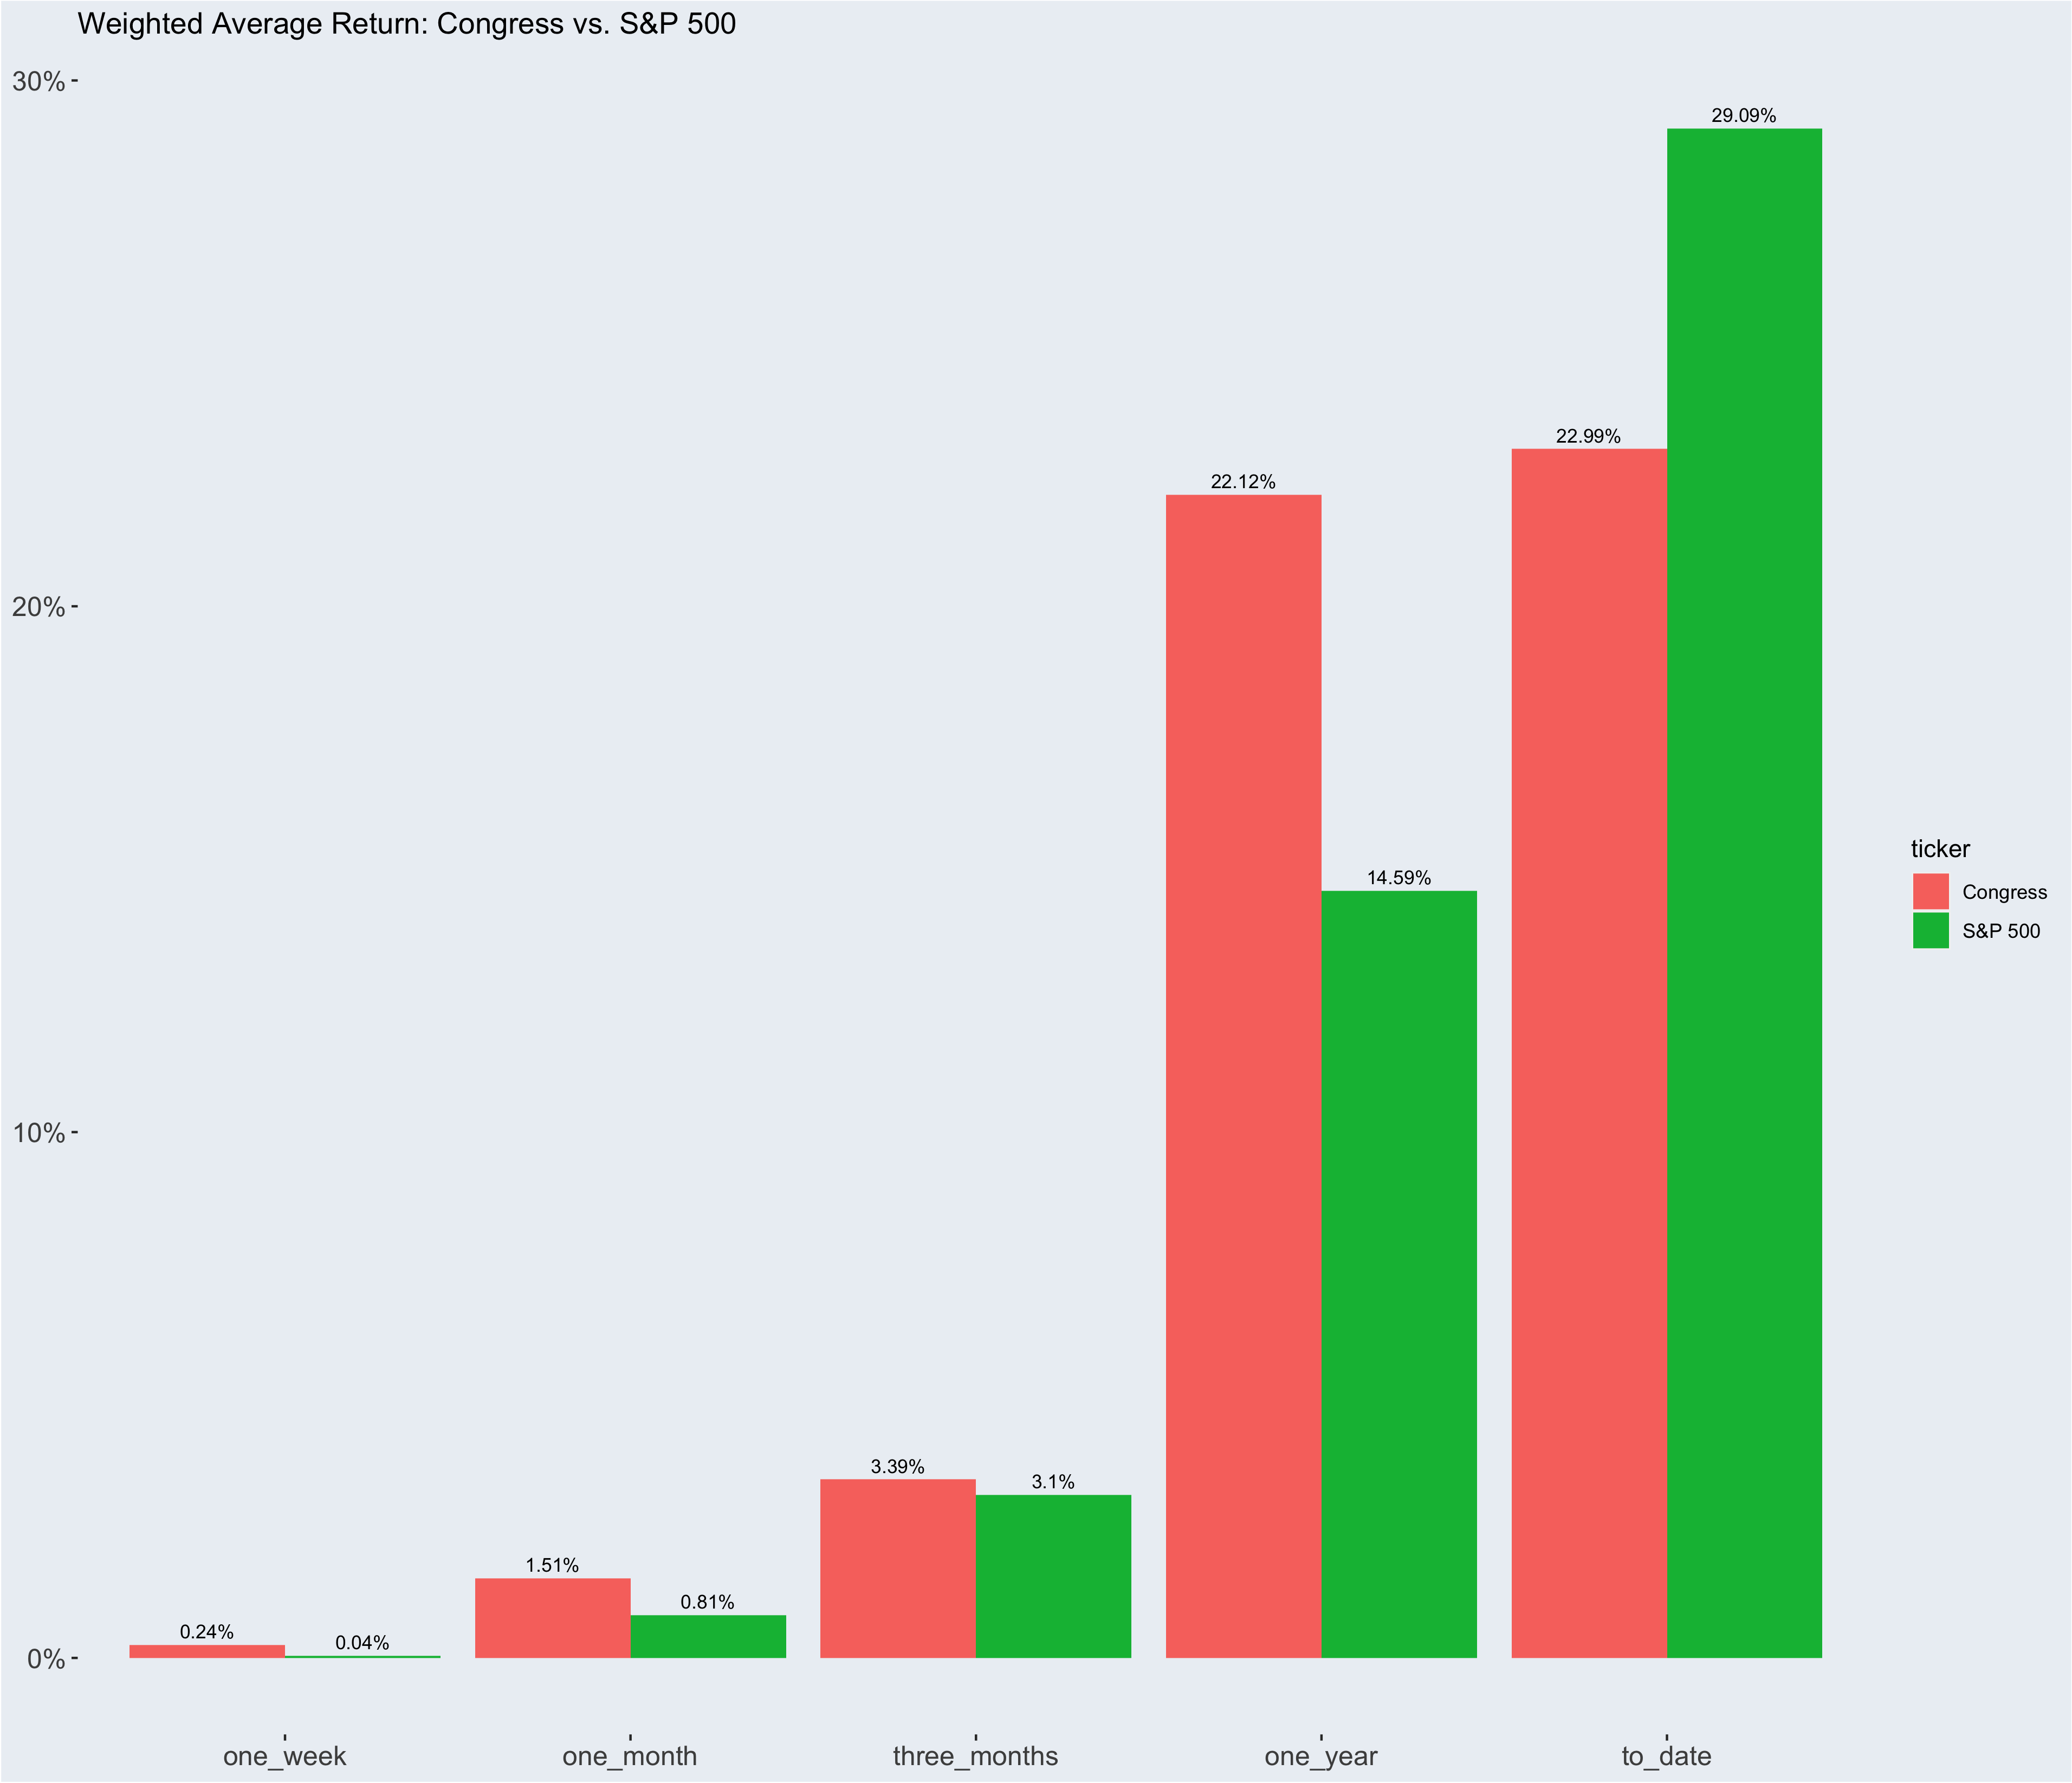 Weighted Average Return: Congress vs. S&P 500
30%
29.09%
22.99%
22.12%
20%
14.59%
ticker
Congress
S&P 500
10%
3.39%
3.1%
1.51%
0.81%
0.24%
0.04%
0%
one_week
one_month
three_months
one_year
to_date